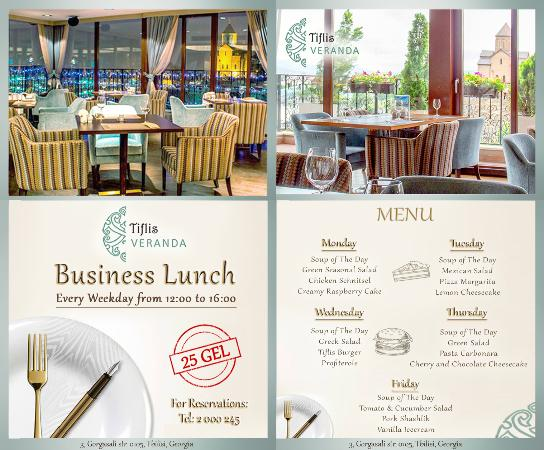 Tiflis
VERANDA
Tiflis
VERANDA
Business Lunch
Every Weekday from 12:00 to 16:00
25 GEL
For Reservations:
Tel: 2 000 245
3, Gorgasali str. 0105, Tbilisi, Georgia
MENU
Monday
Soup of The Day
Green Seasonal Salad
Chicken Schnitsel
Creamy Raspberry Cake
Tuesday
Soup of The Day
Mexican Salad
Pizza Margarita
Lemon Cheesecake
Wednesday
Soup of The Day
Greek Salad
Tiflis Burger
Profiterole
Thursday
Soup of The Day
Green Salad
Pasta Carbonara
Cherry and Chocolate Cheesecake
Friday
Soup of The Day
Tomato & Cucumber Salad
Pork Shashlik
Vanilla Icecream
3, Gorgasali str. 0105, Tbilisi, Georgia